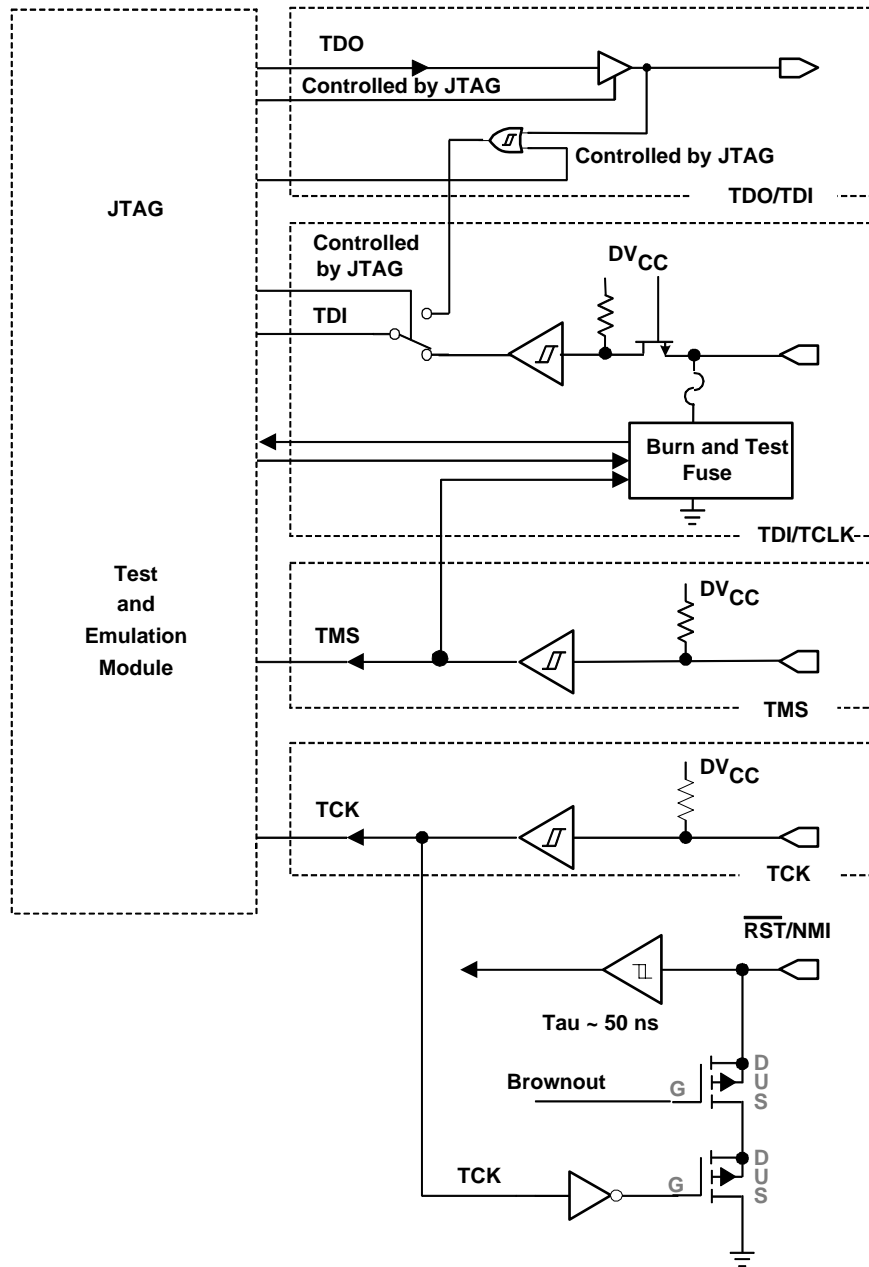 TDO
Controlled by JTAG
Controlled by JTAG
TDO/TDI
JTAG
Controlled
by JTAG
TDI
DVCC
Burn and Test
Fuse
TDI/TCLK
Test
and
Emulation
Module
TMS
DVCC
TMS
TCK
DVCC
TCK
RST/NMI
Tau ~ 50 ns
Brownout
G
D
U
S
TCK
G
D
U
S